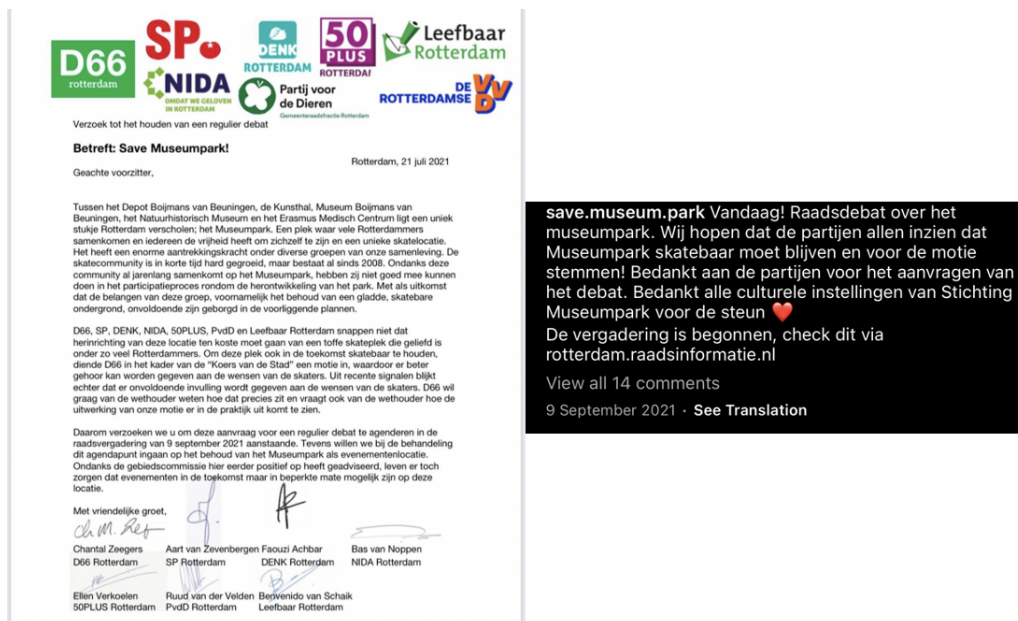 D66
rotterdam
SP
NIDA
OMDAT WE GELOVEN
IN ROTTERDAM
DENK
ROTTERDAM
50
PLUS
ROTTERDAM
Partij voor
de Dieren
Gemeenteraadsfractie Rotterdam
Leefbaar
Rotterdam
DE
ROTTERDAMSE
VVD
Verzoek tot het houden van een regulier debat
Betreft: Save Museumpark!
Rotterdam, 21 juli 2021
Geachte voorzitter,
Tussen het Depot Boijmans van Beuningen, de Kunsthal, Museum Boijmans van
Beuningen, het Natuurhistorisch Museum en het Erasmus Medisch Centrum ligt een uniek
stukje Rotterdam verscholen; het Museumpark. Een plek waar vele Rotterdammers
samenkomen en iedereen de vrijheid heeft om zichzelf te zijn en een unieke skatelocatie.
Het heeft een enorme aantrekkingskracht onder diverse groepen van onze samenleving. De
skatecommunity is in korte tijd hard gegroeid, maar bestaat al sinds 2008. Ondanks deze
community al jarenlang samenkomt op het Museumpark, hebben zij niet goed mee kunnen
doen in het participatieproces rondom de herontwikkeling van het park. Met als uitkomst
dat de belangen van deze groep, voornamelijk het behoud van een gladde, skatebare
ondergrond, onvoldoende zijn geborgd in de voorliggende plannen.
D66, SP, DENK, NIDA, 50PLUS, PvdD en Leefbaar Rotterdam snappen niet dat
herinrichting van deze locatie ten koste moet gaan van een toffe skateplek die geliefd is
onder zo veel Rotterdammers. Om deze plek ook in de toekomst skatebaar te houden,
diende D66 in het kader van de "Koers van de Stad" een motie in, waardoor er beter
gehoor kan worden gegeven aan de wensen van de skaters. Uit recente signalen blijkt
echter dat er onvoldoende invulling wordt gegeven aan de wensen van de skaters. D66 wil
graag van de wethouder weten hoe dat precies zit en vraagt ook van de wethouder hoe de
uitwerking van onze motie er in de praktijk uit komt te zien.
Daarom verzoeken we u om deze aanvraag voor een regulier debat te agenderen in de
raadsvergadering van 9 september 2021 aanstaande. Tevens willen we bij de behandeling
dit agendapunt ingaan op het behoud van het Museumpark als evenementenlocatie.
Ondanks de gebiedscommissie hier eerder positief op heeft geadviseerd, leven er toch
zorgen dat evenementen in de toekomst maar in beperkte mate mogelijk zijn op deze
locatie.
Met vriendelijke groet,
Chantal Zeegers Aart van Zevenbergen Faouzi Achbar Bas van Noppen
D66 Rotterdam SP Rotterdam DENK Rotterdam NIDA Rotterdam
Ellen Verkoelen Ruud van der Velden Benvenido van Schaik
50PLUS Rotterdam PvdD Rotterdam Leefbaar Rotterdam
save.museum.park Vandaag! Raadsdebat over het
museumpark. Wij hopen dat de partijen allen inzien dat
Museumpark skatebaar moet blijven en voor de motie
stemmen! Bedankt aan de partijen voor het aanvragen van
het debat. Bedankt alle culturele instellingen van Stichting
Museumpark voor de steun ❤️
De vergadering is begonnen, check dit via
rotterdam.raadsinformatie.nl
View all 14 comments
9 September 2021 · See Translation